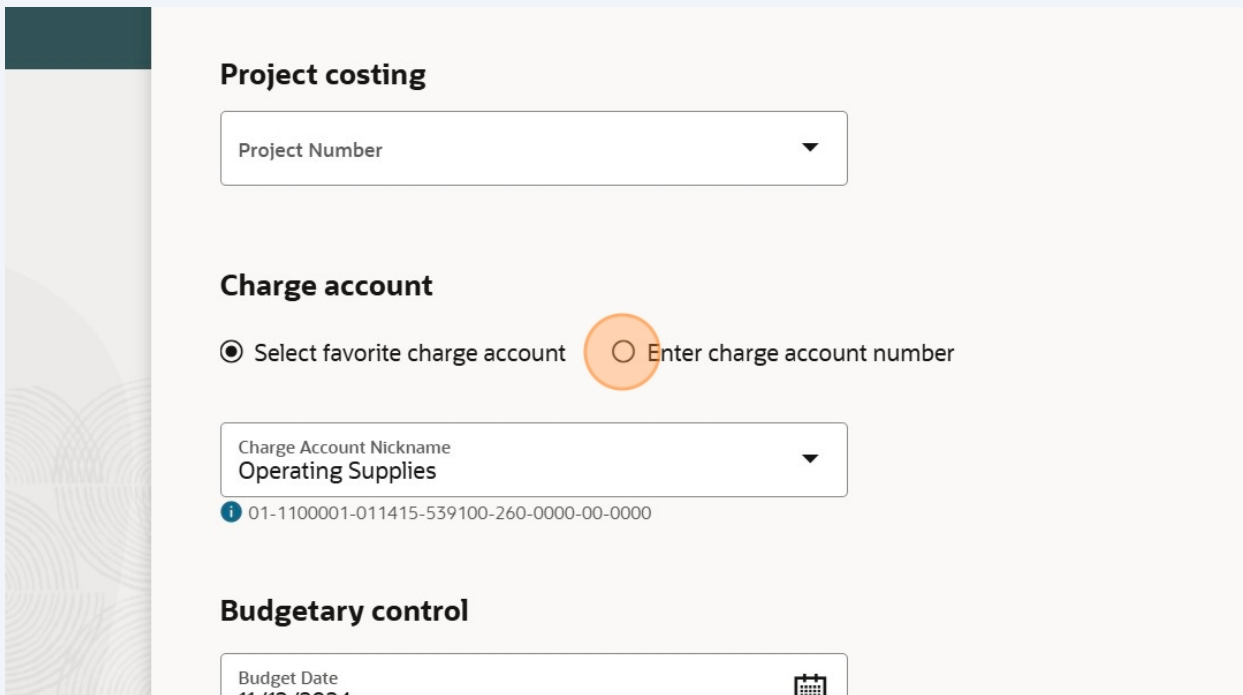 Project costing
Project Number
Charge account
Select favorite charge account Enter charge account number
Charge Account Nickname
Operating Supplies
01-1100001-011415-539100-260-0000-00-0000
Budgetary control
Budget Date